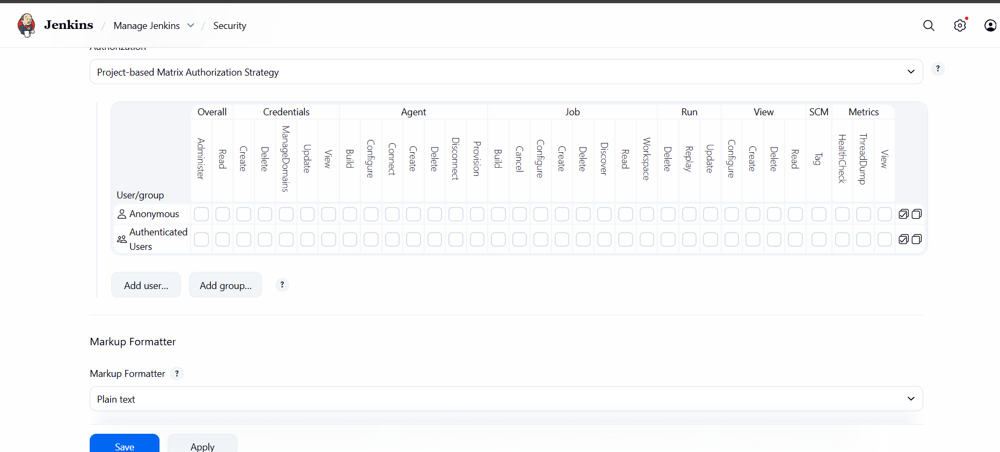 Jenkins / Manage Jenkins / Security
Authorization
Project-based Matrix Authorization Strategy
?
Overall Credentials Agent Job Run View SCM Metrics
User/group Administer Read Create Delete ManageDomains Update View Build Configure Connect Create Delete Disconnect Provision Build Cancel Configure Create Delete Discover Read Workspace Delete Replay Update Configure Create Delete Read Tag HealthCheck ThreadDump View
Anonymous
Authenticated
Users
Add user... Add group... ?
Markup Formatter
Markup Formatter ?
Plain text
Save Apply